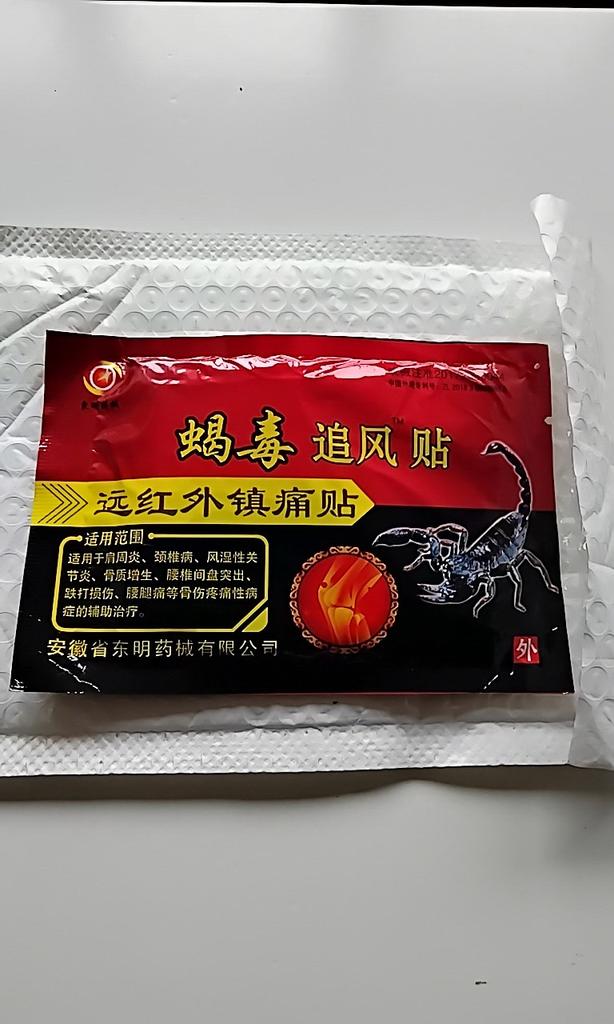 蝎毒 追风™贴
远红外镇痛贴
适用范围
适用于肩周炎、颈椎病、风湿性关
节炎、骨质增生、腰椎间盘突出、
跌打损伤、腰腿痛等骨伤疼痛性病
症的辅助治疗。
安徽省东明药械有限公司
外